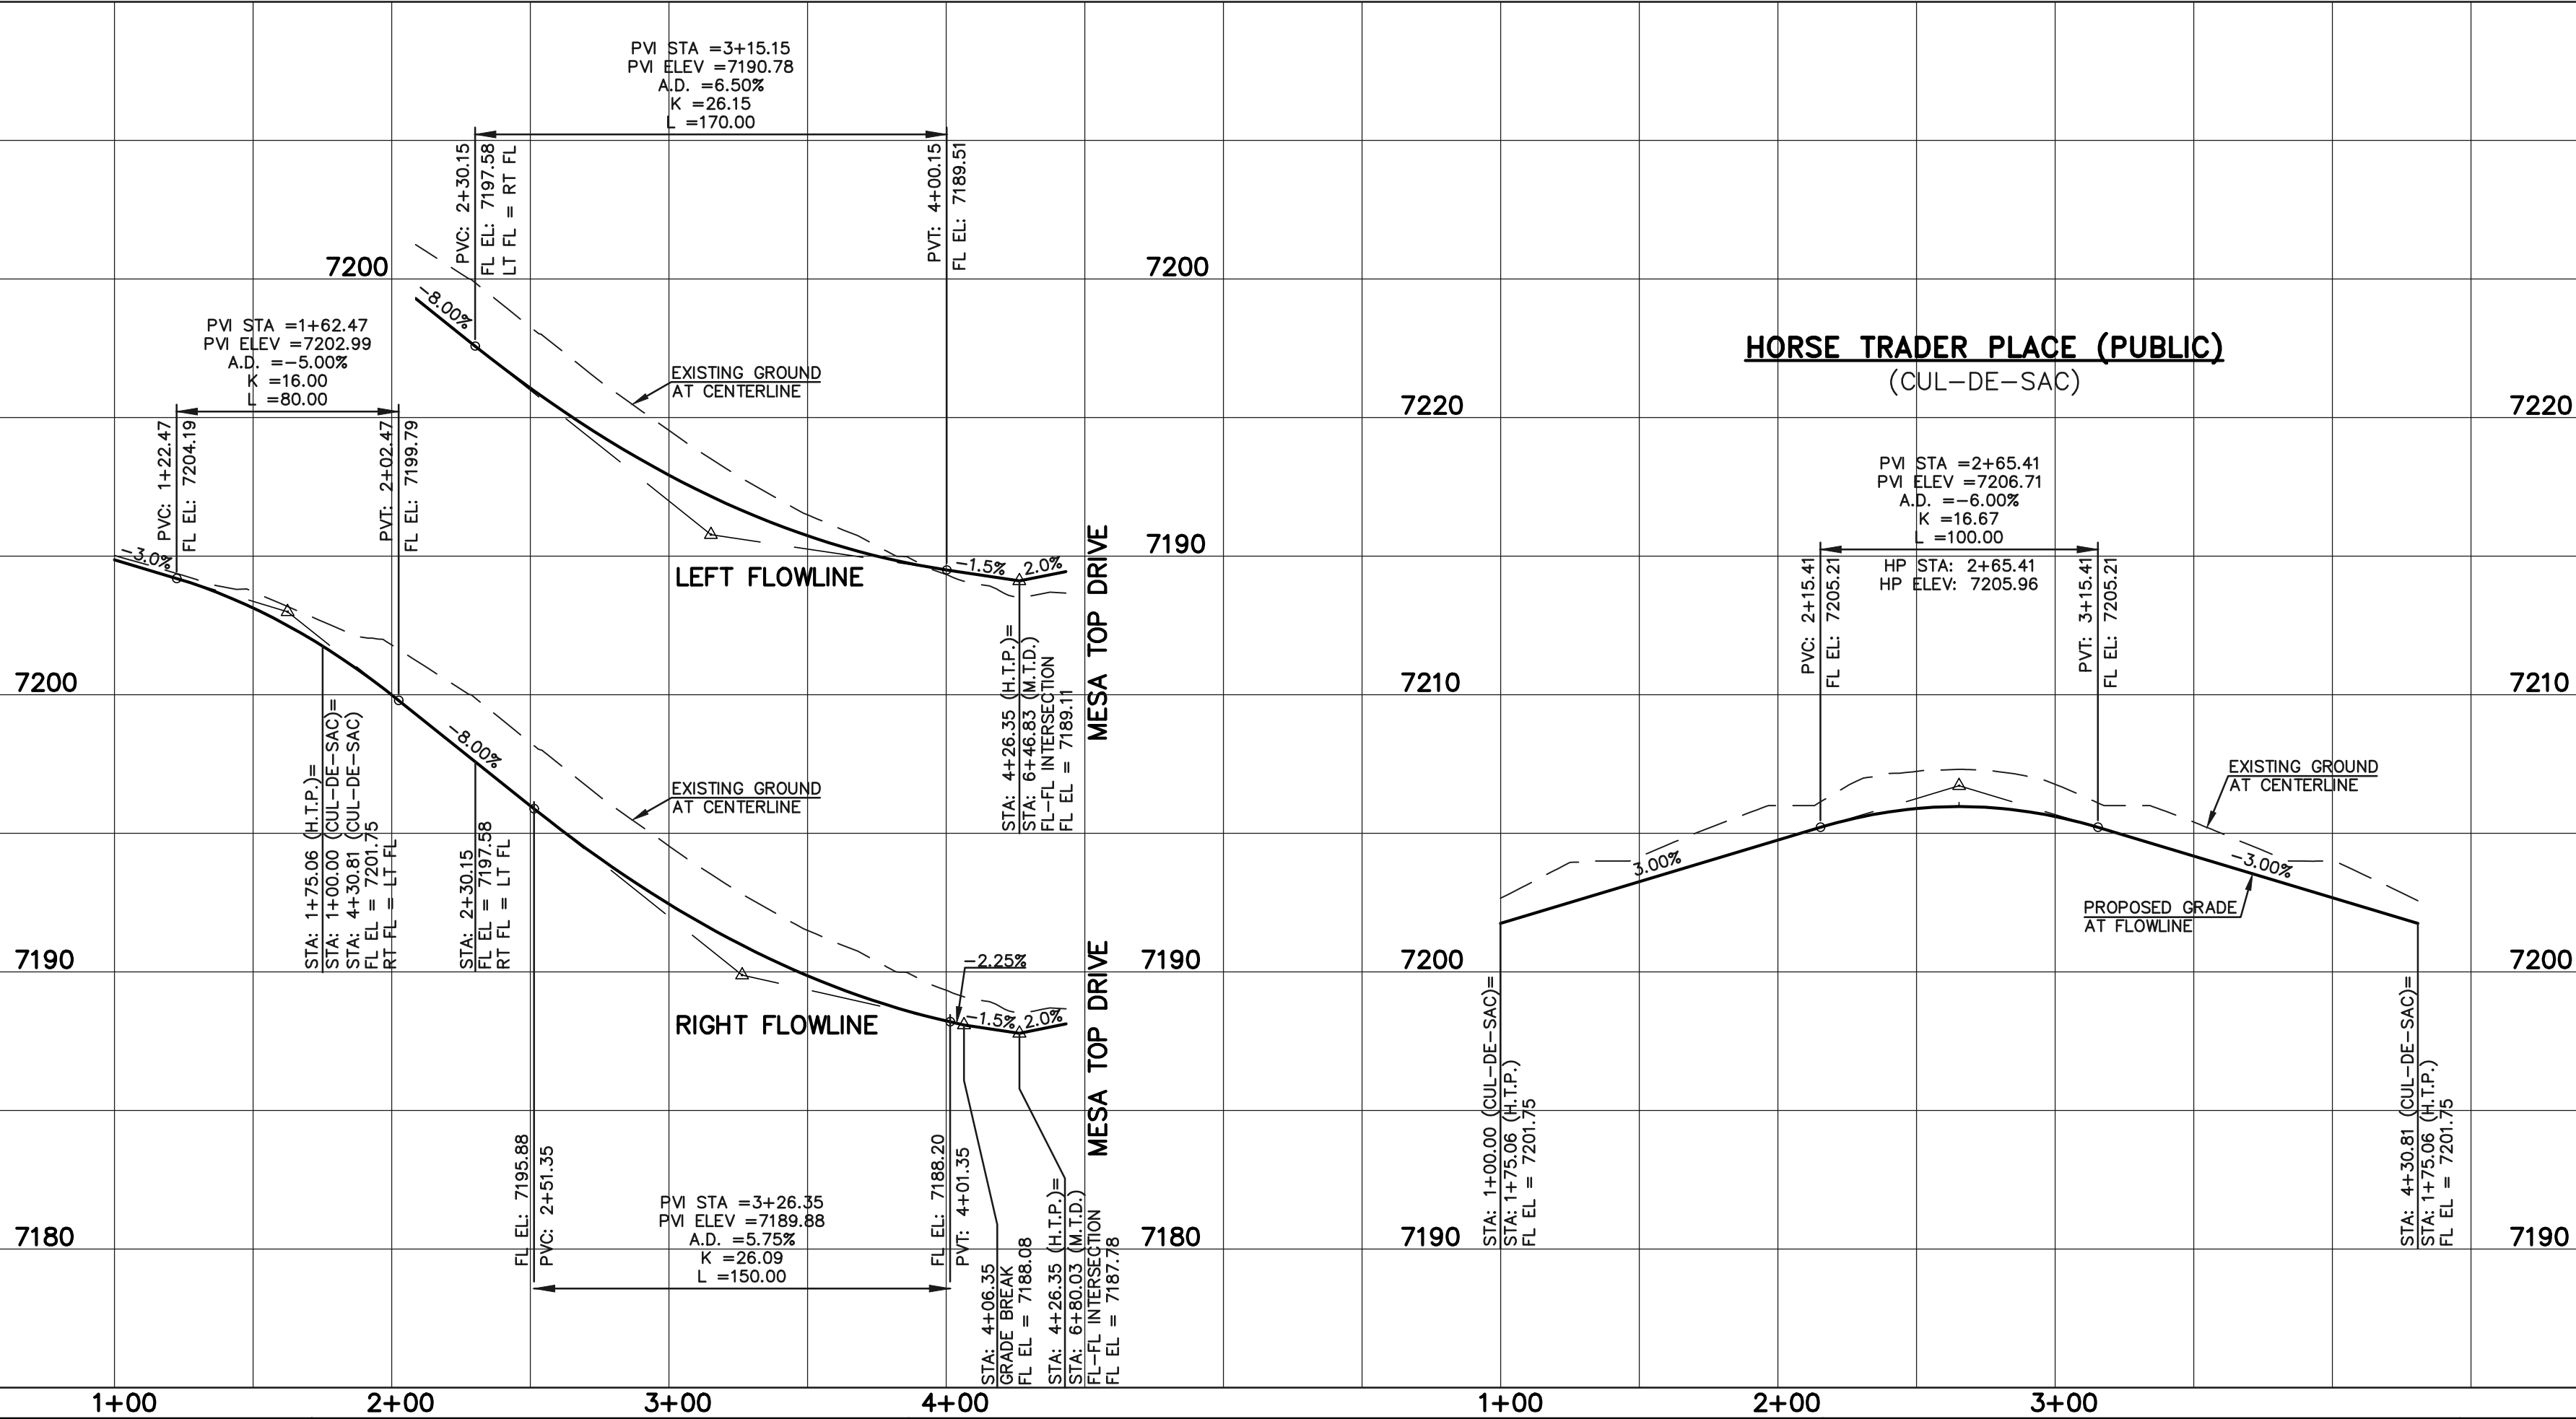 PVI STA =3+15.15
PVI ELEV =7190.78
A.D. =6.50%
K =26.15
L =170.00
PVC: 2+30.15
FL EL: 7197.58
LT FL = RT FL
PVT: 4+00.15
FL EL: 7189.51
7200
7200
-8.00%
EXISTING GROUND
AT CENTERLINE
7190
LEFT FLOWLINE
-1.5%
2.0%
STA: 4+26.35 (H.T.P.)=
STA: 6+46.83 (M.T.D.)
FL-FL INTERSECTION
FL EL = 7189.11
MESA TOP DRIVE
PVI STA =1+62.47
PVI ELEV =7202.99
A.D. =-5.00%
K =16.00
L =80.00
PVC: 1+22.47
FL EL: 7204.19
PVT: 2+02.47
FL EL: 7199.79
-3.0%
7200
STA: 1+75.06 (H.T.P.)=
STA: 1+00.00 (CUL-DE-SAC)=
STA: 4+30.81 (CUL-DE-SAC)
FL EL = 7201.75
RT FL = LT FL
-8.00%
STA: 2+30.15
FL EL = 7197.58
RT FL = LT FL
EXISTING GROUND
AT CENTERLINE
7190
7190
RIGHT FLOWLINE
-2.25%
-1.5%
2.0%
MESA TOP DRIVE
FL EL: 7195.88
PVC: 2+51.35
PVI STA =3+26.35
PVI ELEV =7189.88
A.D. =5.75%
K =26.09
L =150.00
FL EL: 7188.20
PVT: 4+01.35
STA: 4+06.35
GRADE BREAK
FL EL = 7188.08
STA: 4+26.35 (H.T.P.)=
STA: 6+80.03 (M.T.D.)
FL-FL INTERSECTION
FL EL = 7187.78
7180
7180
1+00
2+00
3+00
4+00
HORSE TRADER PLACE (PUBLIC)
(CUL-DE-SAC)
7220
7220
PVI STA =2+65.41
PVI ELEV =7206.71
A.D. =-6.00%
K =16.67
L =100.00
HP STA: 2+65.41
HP ELEV: 7205.96
PVC: 2+15.41
FL EL: 7205.21
PVT: 3+15.41
FL EL: 7205.21
7210
7210
EXISTING GROUND
AT CENTERLINE
3.00%
-3.00%
PROPOSED GRADE
AT FLOWLINE
7200
7200
STA: 1+00.00 (CUL-DE-SAC)=
STA: 1+75.06 (H.T.P.)
FL EL = 7201.75
STA: 4+30.81 (CUL-DE-SAC)=
STA: 1+75.06 (H.T.P.)
FL EL = 7201.75
7190
7190
1+00
2+00
3+00